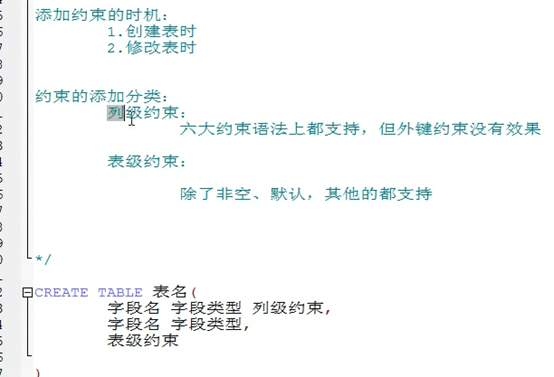 添加约束的时机:
1.创建表时
2.修改表时
约束的添加分类:
列级约束:
六大约束语法上都支持,但外键约束没有效果
表级约束:
除了非空、默认,其他的都支持
*/
CREATE TABLE 表名(
字段名 字段类型 列级约束,
字段名 字段类型,
表级约束
)